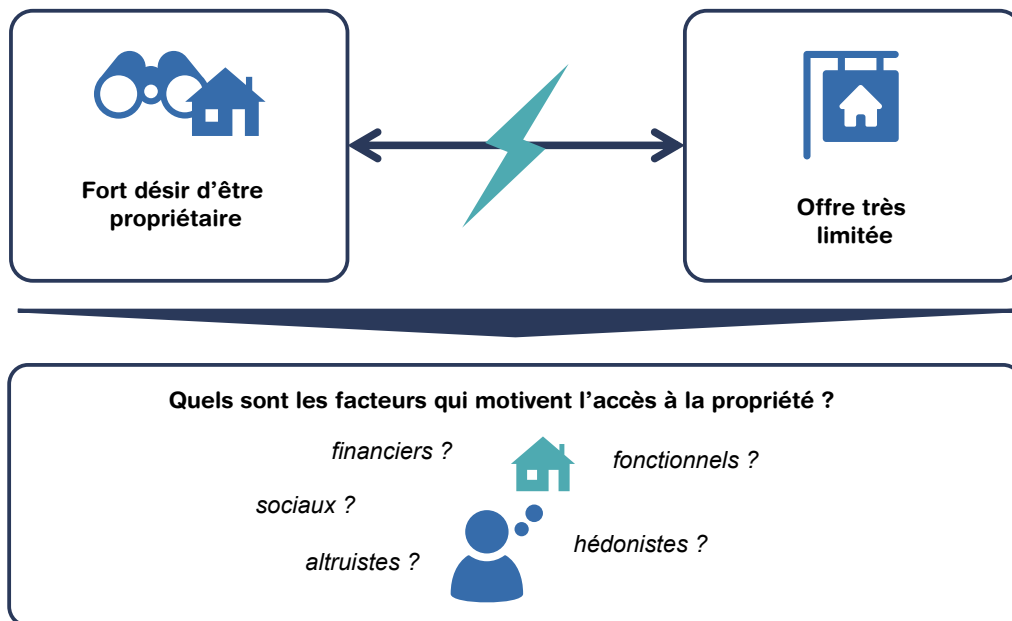 Fort désir d’être
propriétaire
Offre très
limitée
Quels sont les facteurs qui motivent l’accès à la propriété ?
financiers ?
fonctionnels ?
sociaux ?
hédonistes ?
altruistes ?